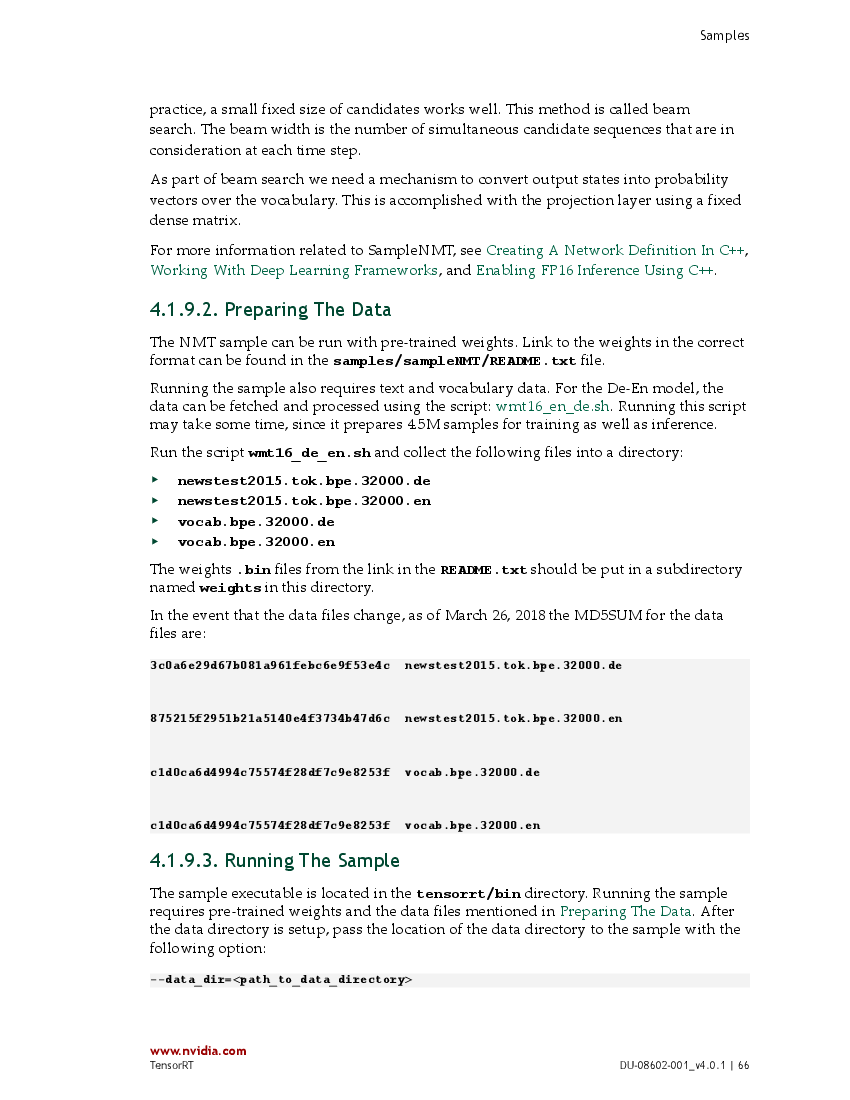 Samples
practice, a small fixed size of candidates works well. This method is called beam
search. The beam width is the number of simultaneous candidate sequences that are in
consideration at each time step.
As part of beam search we need a mechanism to convert output states into probability
vectors over the vocabulary. This is accomplished with the projection layer using a fixed
dense matrix.
For more information related to SampleNMT, see Creating A Network Definition In C++,
Working With Deep Learning Frameworks, and Enabling FP16 Inference Using C++.
4.1.9.2. Preparing The Data
The NMT sample can be run with pre-trained weights. Link to the weights in the correct
format can be found in the samples/sampleNMT/README.txt file.
Running the sample also requires text and vocabulary data. For the De-En model, the
data can be fetched and processed using the script: wmt16_en_de.sh. Running this script
may take some time, since it prepares 4.5M samples for training as well as inference.
Run the script wmt16_de_en.sh and collect the following files into a directory:
‣ newstest2015.tok.bpe.32000.de
‣ newstest2015.tok.bpe.32000.en
‣ vocab.bpe.32000.de
‣ vocab.bpe.32000.en
The weights .bin files from the link in the README.txt should be put in a subdirectory
named weights in this directory.
In the event that the data files change, as of March 26, 2018 the MD5SUM for the data
files are:
3c0a6e29d67b081a961febc6e9f53e4c newstest2015.tok.bpe.32000.de
875215f2951b21a5140e4f3734b47d6c newstest2015.tok.bpe.32000.en
c1d0ca6d4994c75574f28df7c9e8253f vocab.bpe.32000.de
c1d0ca6d4994c75574f28df7c9e8253f vocab.bpe.32000.en
4.1.9.3. Running The Sample
The sample executable is located in the tensorrt/bin directory. Running the sample
requires pre-trained weights and the data files mentioned in Preparing The Data. After
the data directory is setup, pass the location of the data directory to the sample with the
following option:
--data_dir=<path_to_data_directory>
www.nvidia.com
TensorRT
DU-08602-001_v4.0.1 | 66